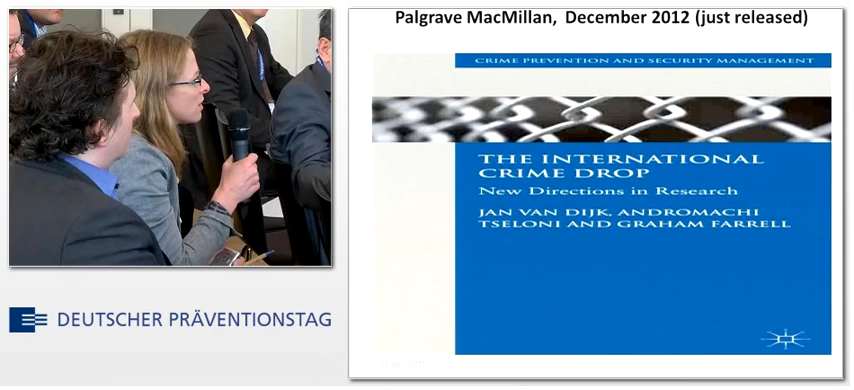 Palgrave MacMillan, December 2012 (just released)
CRIME PREVENTION AND SECURITY MANAGEMENT
THE INTERNATIONAL
CRIME DROP
New Directions in Research
JAN VAN DIJK, ANDROMACHI
TSELONI AND GRAHAM FARRELL
DEUTSCHER PRÄVENTIONSTAG